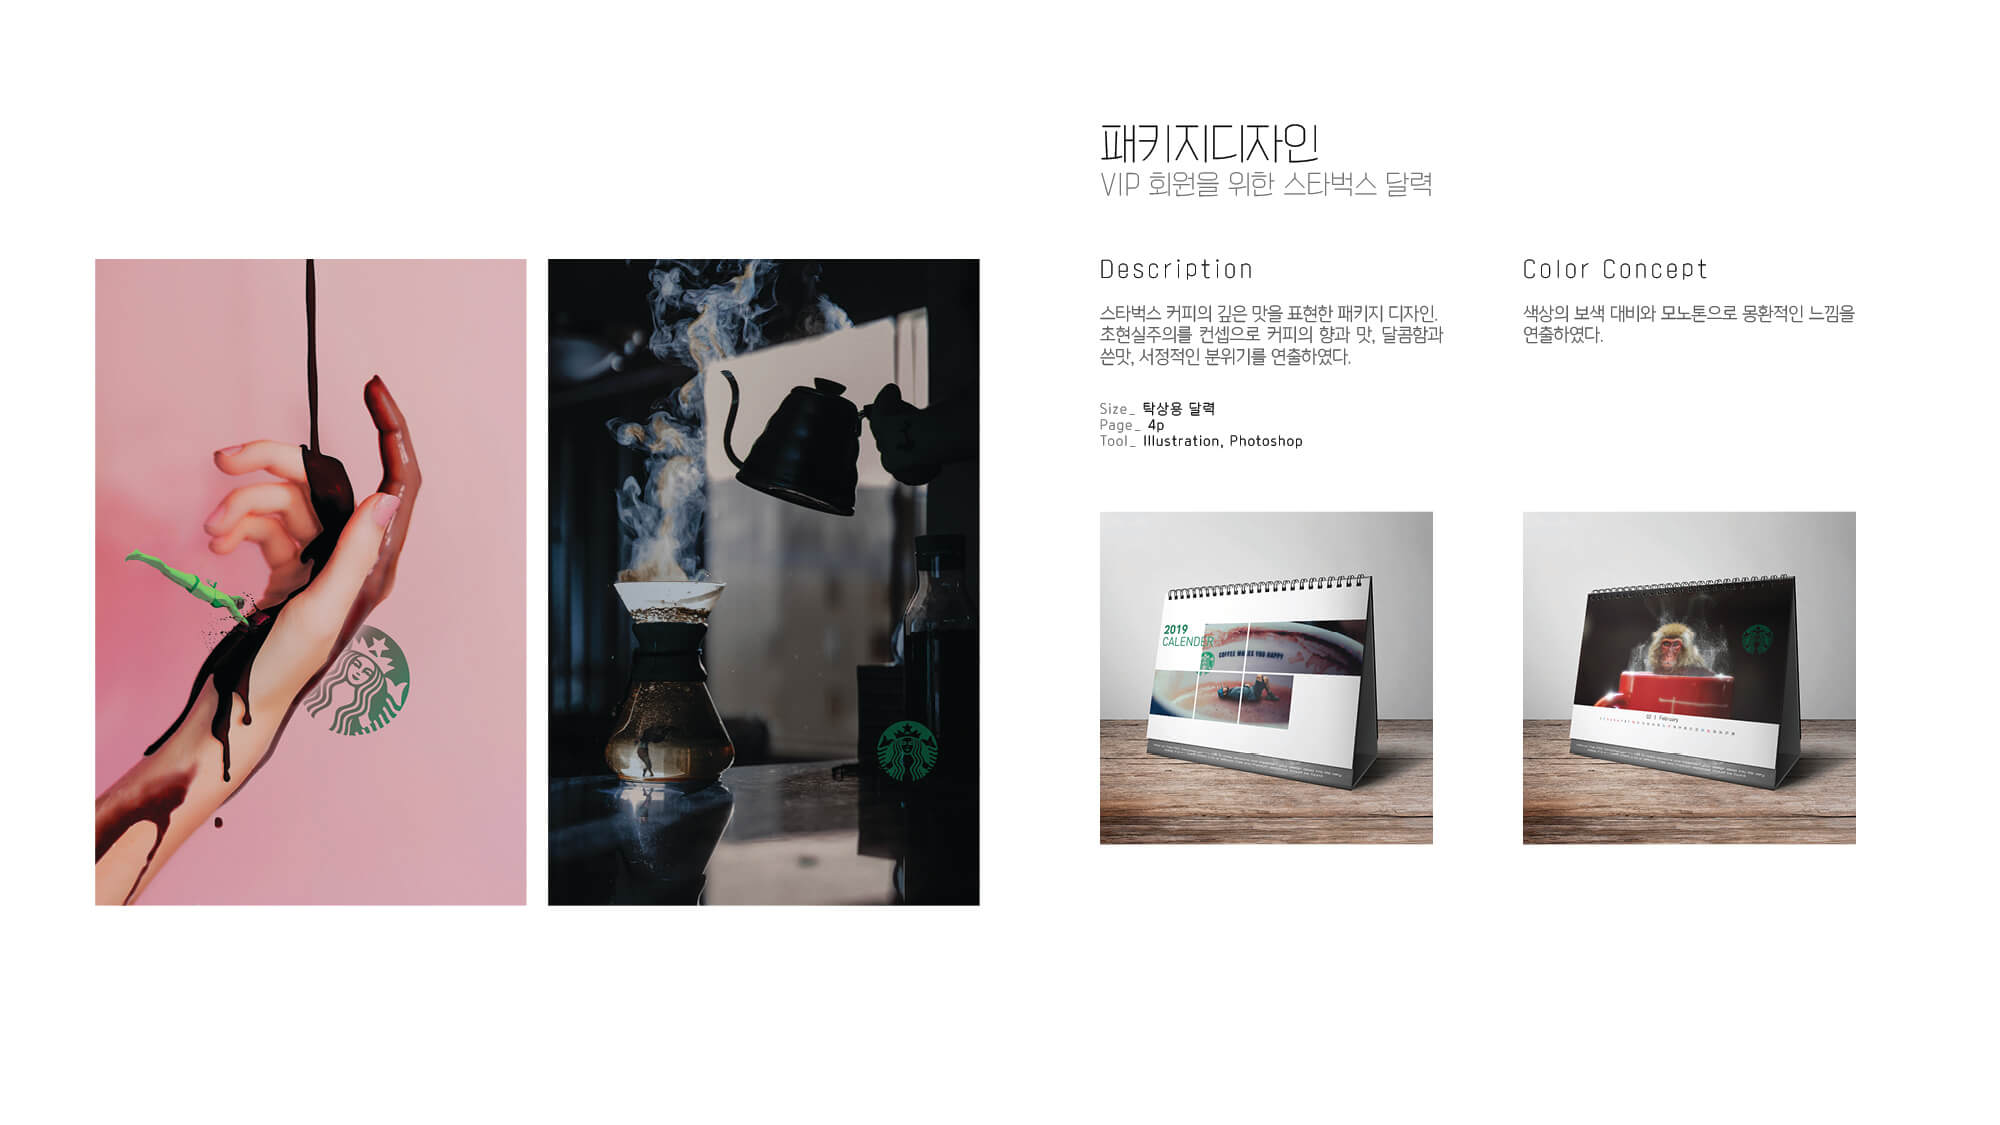 패키지디자인
VIP 회원을 위한 스타벅스 달력
Description
스타벅스 커피의 깊은 맛을 표현한 패키지 디자인.
초현실주의를 컨셉으로 커피의 향과 맛, 달콤함과
쓴맛, 서정적인 분위기를 연출하였다.
Size_ 탁상용 달력
Page_ 4p
Tool_ Illustration, Photoshop
Color Concept
색상의 보색 대비와 모노톤으로 몽환적인 느낌을
연출하였다.
2019
CALENDER
COFFEE MAKES YOU HAPPY
February